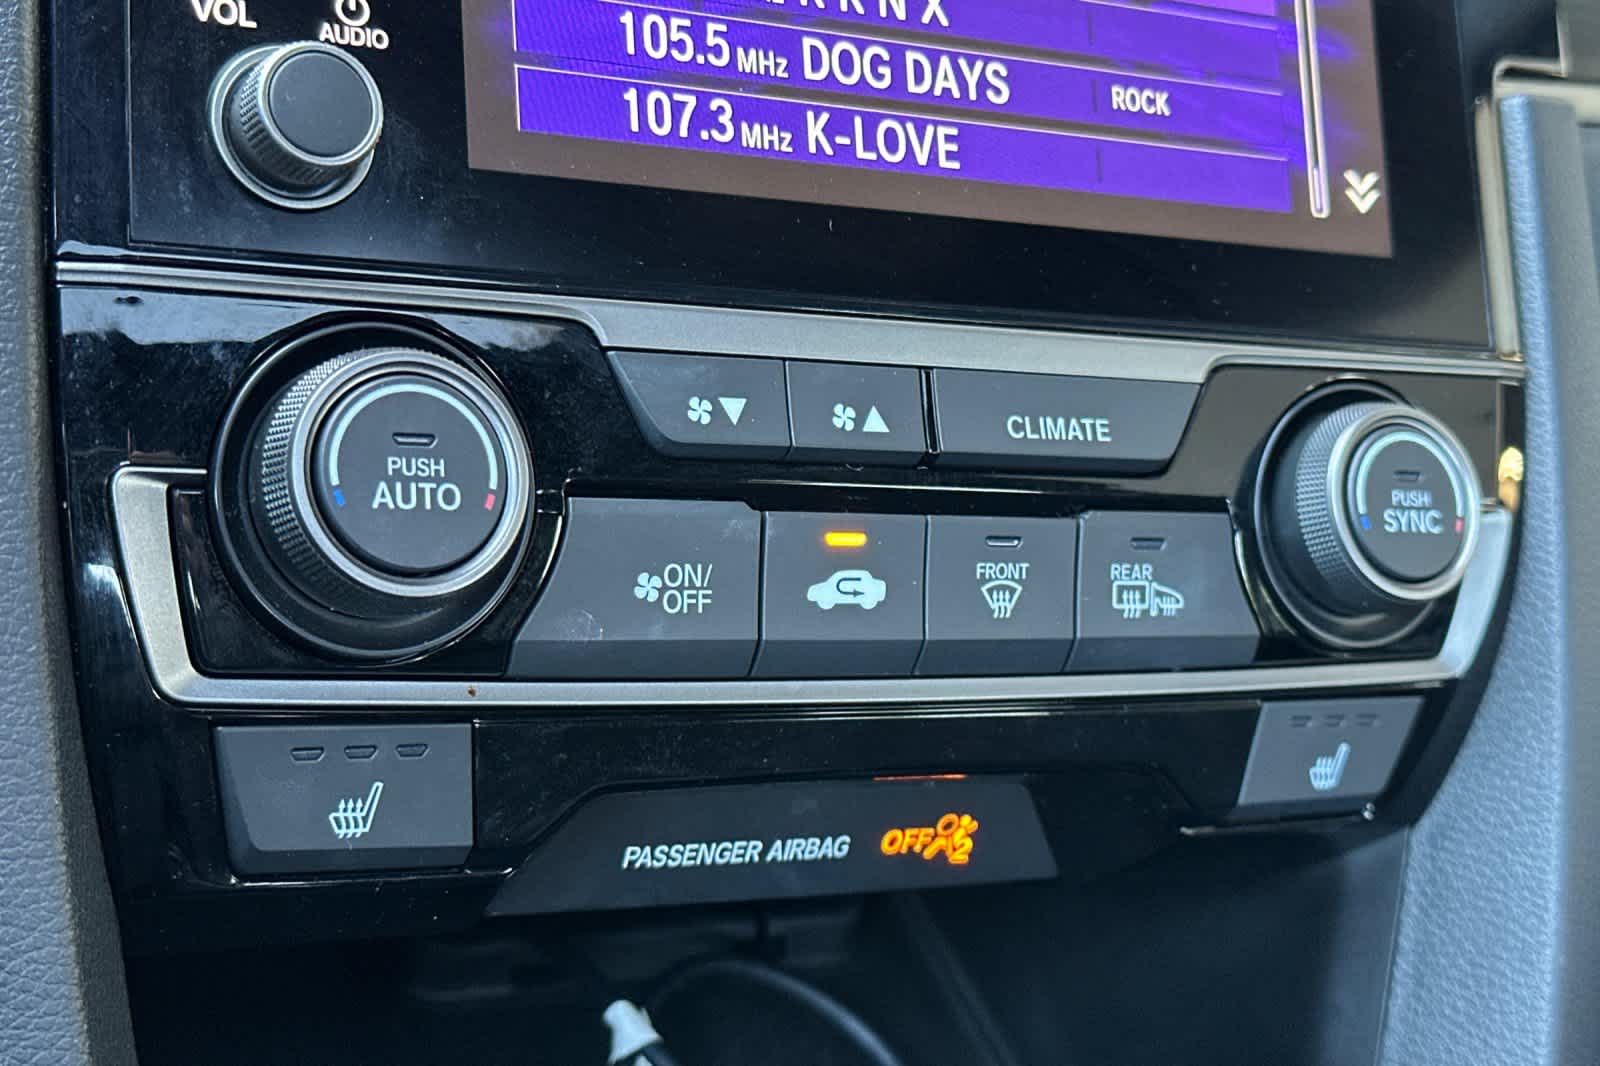 VOL
AUDIO
105.5 MHz DOG DAYS
ROCK
107.3 MHz K-LOVE
CLIMATE
PUSH
AUTO
PUSH
SYNC
ON/
OFF
FRONT
REAR
PASSENGER AIRBAG
OFF
2